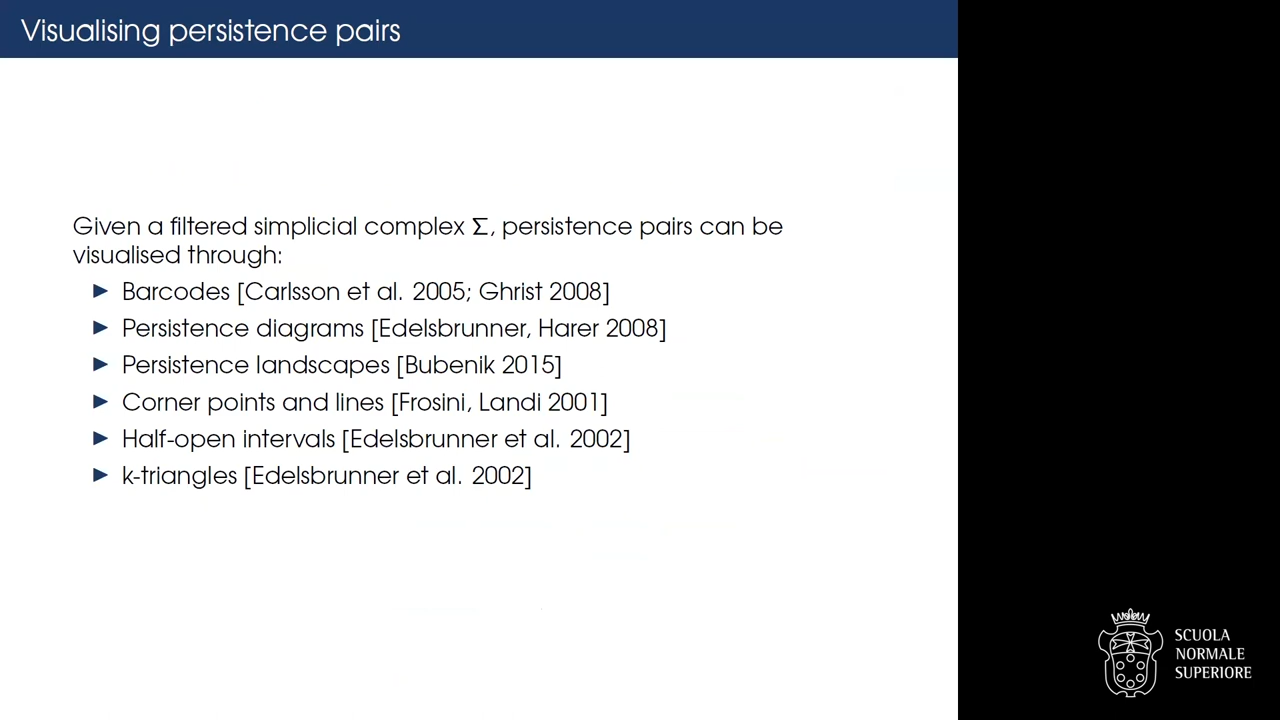 Visualising persistence pairs
Given a filtered simplicial complex Σ, persistence pairs can be
visualised through:
▶ Barcodes [Carlsson et al. 2005; Ghrist 2008]
▶ Persistence diagrams [Edelsbrunner, Harer 2008]
▶ Persistence landscapes [Bubenik 2015]
▶ Corner points and lines [Frosini, Landi 2001]
▶ Half-open intervals [Edelsbrunner et al. 2002]
▶ k-triangles [Edelsbrunner et al. 2002]
SCUOLA
NORMALE
SUPERIORE